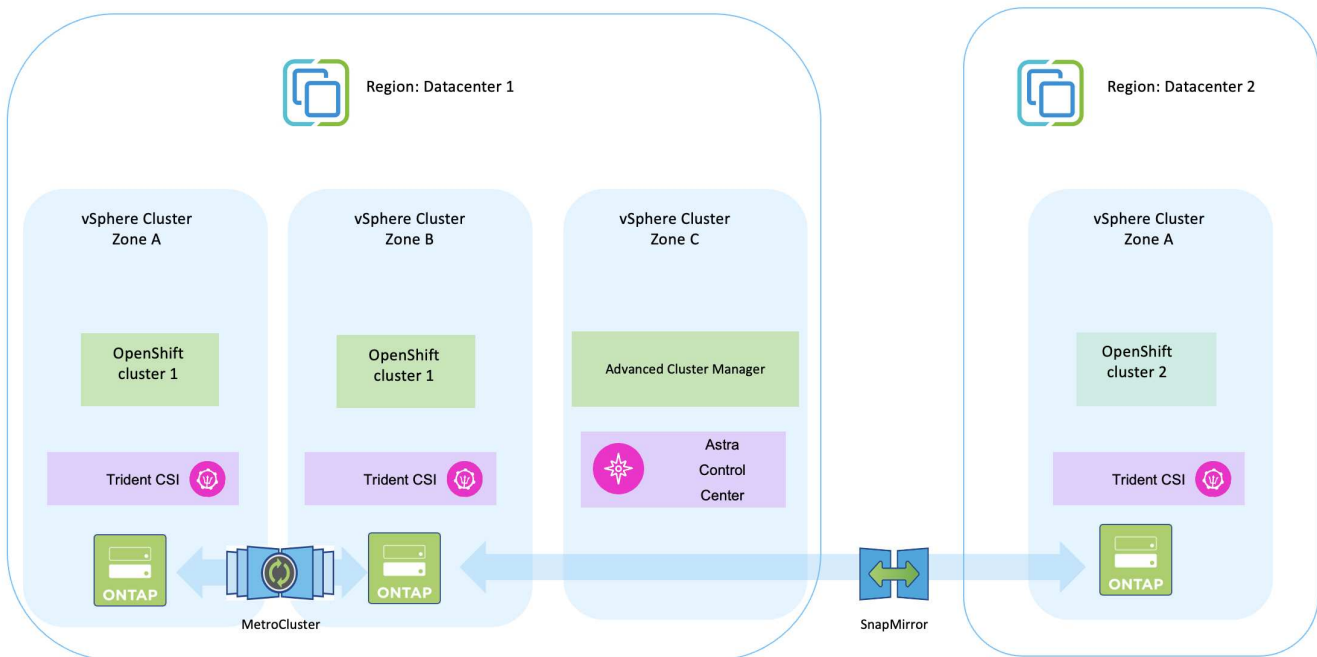 Region: Datacenter 1
Region: Datacenter 2
vSphere Cluster
Zone A
vSphere Cluster
Zone B
vSphere Cluster
Zone C
vSphere Cluster
Zone A
OpenShift
cluster 1
OpenShift
cluster 1
Advanced Cluster Manager
OpenShift
cluster 2
Trident CSI
Trident CSI
Astra
Control
Center
Trident CSI
ONTAP
ONTAP
ONTAP
MetroCluster
SnapMirror